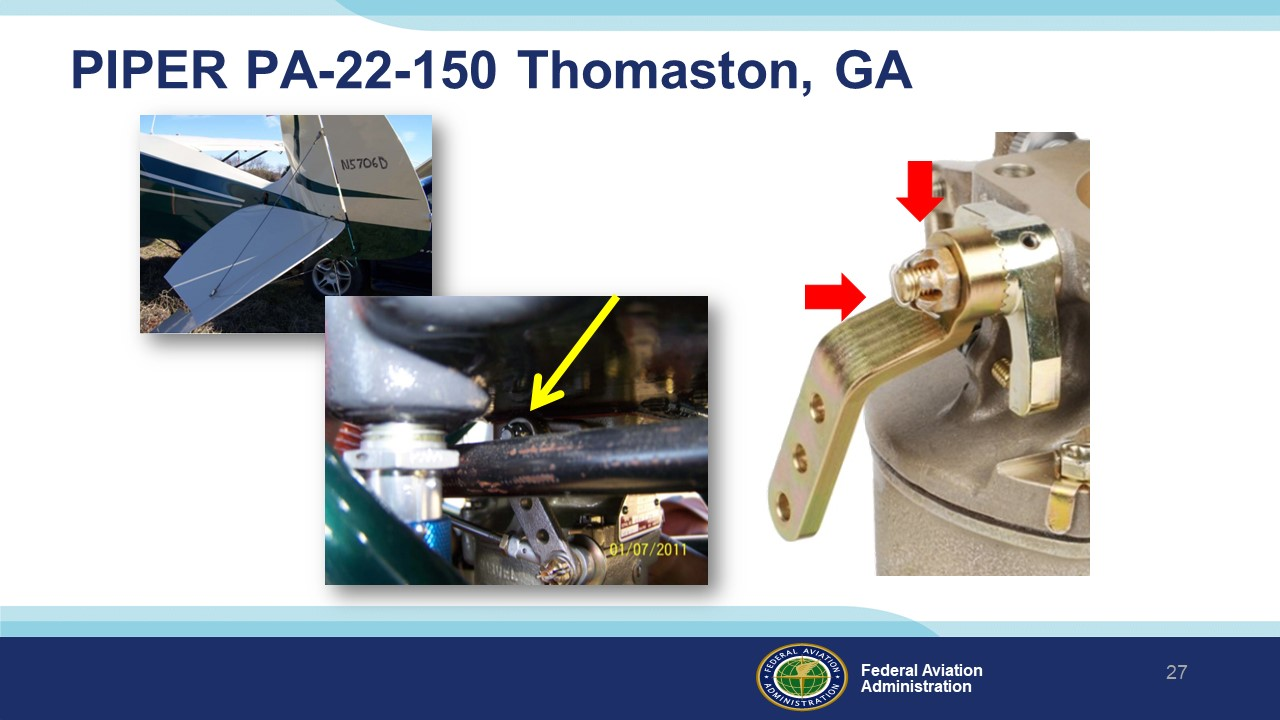 PIPER PA-22-150 Thomaston, GA
N5706D
01/07/2011
FEDERAL AVIATION
ADMINISTRATION
Federal Aviation
Administration
27